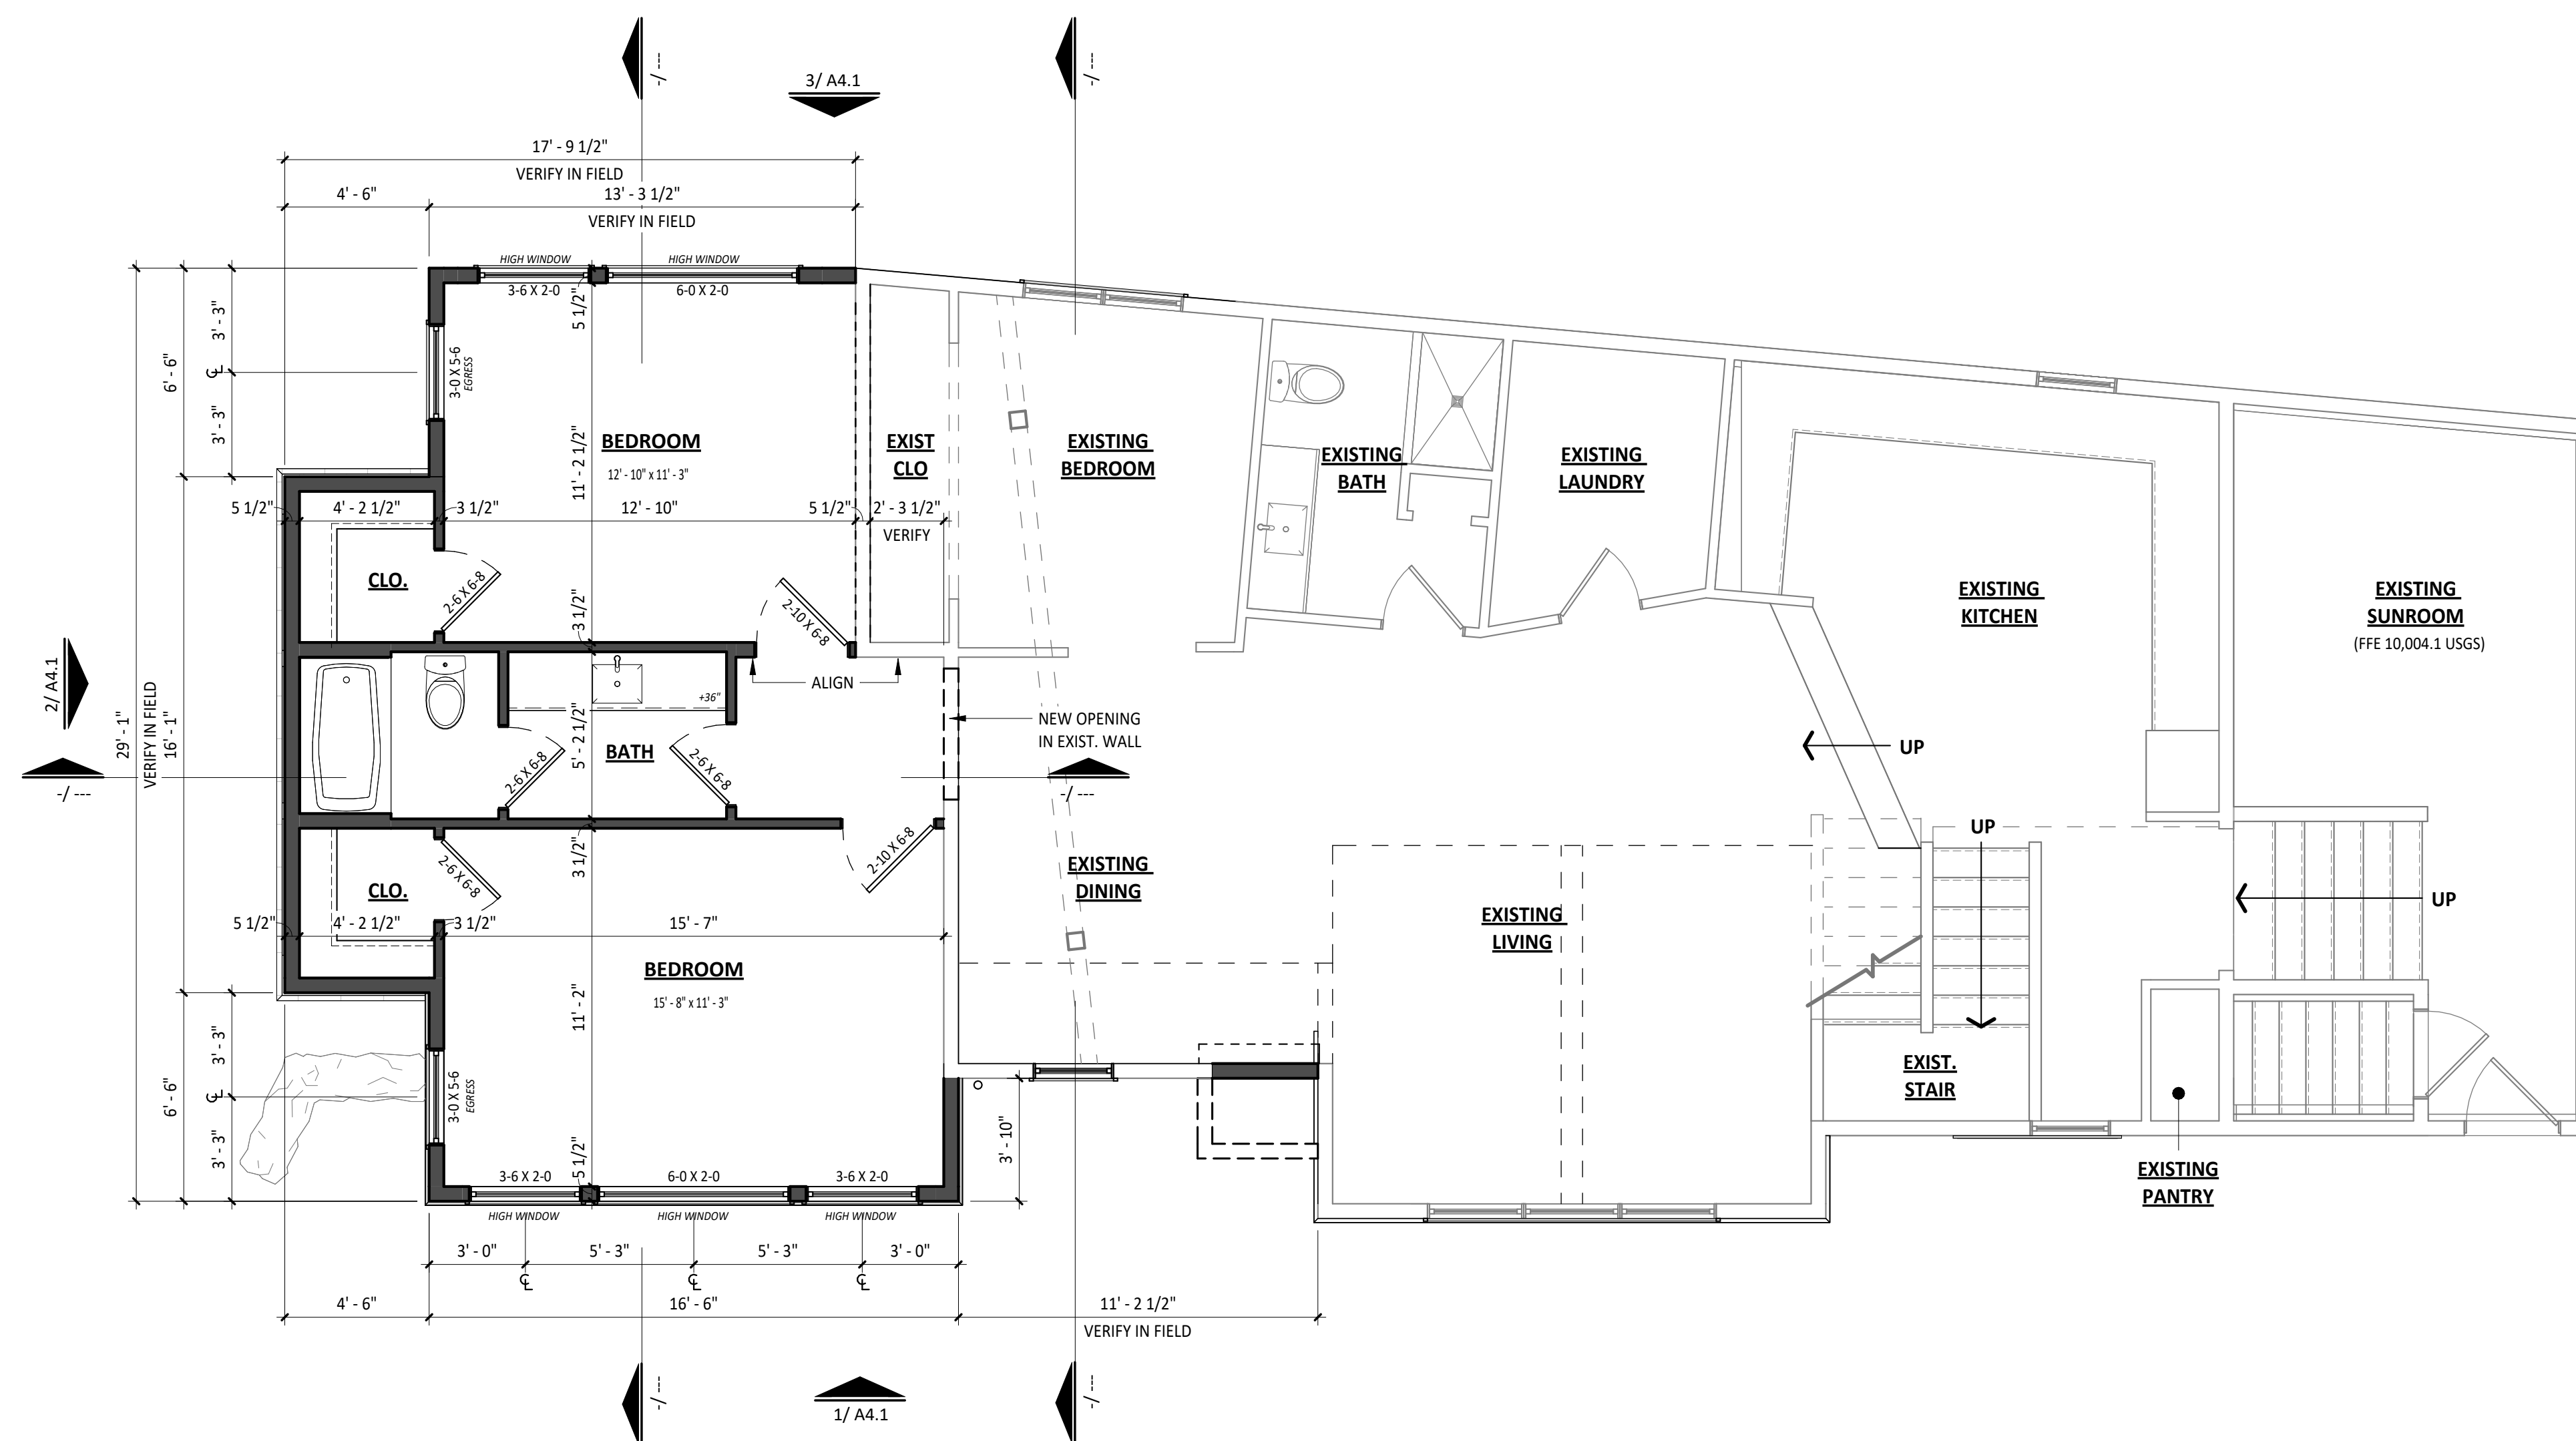 -/ ---
3/ A4.1
-/ ---
17' - 9 1/2"
VERIFY IN FIELD
4' - 6"
13' - 3 1/2"
VERIFY IN FIELD
HIGH WINDOW
HIGH WINDOW
3-6 X 2-0
6-0 X 2-0
5 1/2"
3' - 3"
6' - 6"
℄
3' - 3"
3-0 X 5-6
EGRESS
BEDROOM
12' - 10" x 11' - 3"
11' - 2 1/2"
EXIST
CLO
EXISTING
BEDROOM
EXISTING
BATH
EXISTING
LAUNDRY
5 1/2"
4' - 2 1/2"
3 1/2"
12' - 10"
5 1/2"
2' - 3 1/2"
VERIFY
CLO.
2-6 X 6-8
3 1/2"
2-10 X 6-8
EXISTING
KITCHEN
EXISTING
SUNROOM
(FFE 10,004.1 USGS)
2/ A4.1
29' - 1"
VERIFY IN FIELD
16' - 1"
ALIGN
+36"
NEW OPENING
IN EXIST. WALL
5' - 2 1/2"
BATH
2-6 X 6-8
2-6 X 6-8
UP
-/ ---
-/ ---
UP
3 1/2"
2-10 X 6-8
2-6 X 6-8
CLO.
EXISTING
DINING
EXISTING
LIVING
UP
5 1/2"
4' - 2 1/2"
3 1/2"
15' - 7"
BEDROOM
15' - 8" x 11' - 3"
11' - 2"
3' - 3"
6' - 6"
℄
3' - 3"
3-0 X 5-6
EGRESS
EXIST.
STAIR
3' - 10"
5 1/2"
3-6 X 2-0
6-0 X 2-0
3-6 X 2-0
HIGH WINDOW
HIGH WINDOW
HIGH WINDOW
EXISTING
PANTRY
3' - 0"
5' - 3"
5' - 3"
3' - 0"
℄
℄
℄
4' - 6"
16' - 6"
11' - 2 1/2"
VERIFY IN FIELD
-/ ---
1/ A4.1
-/ ---